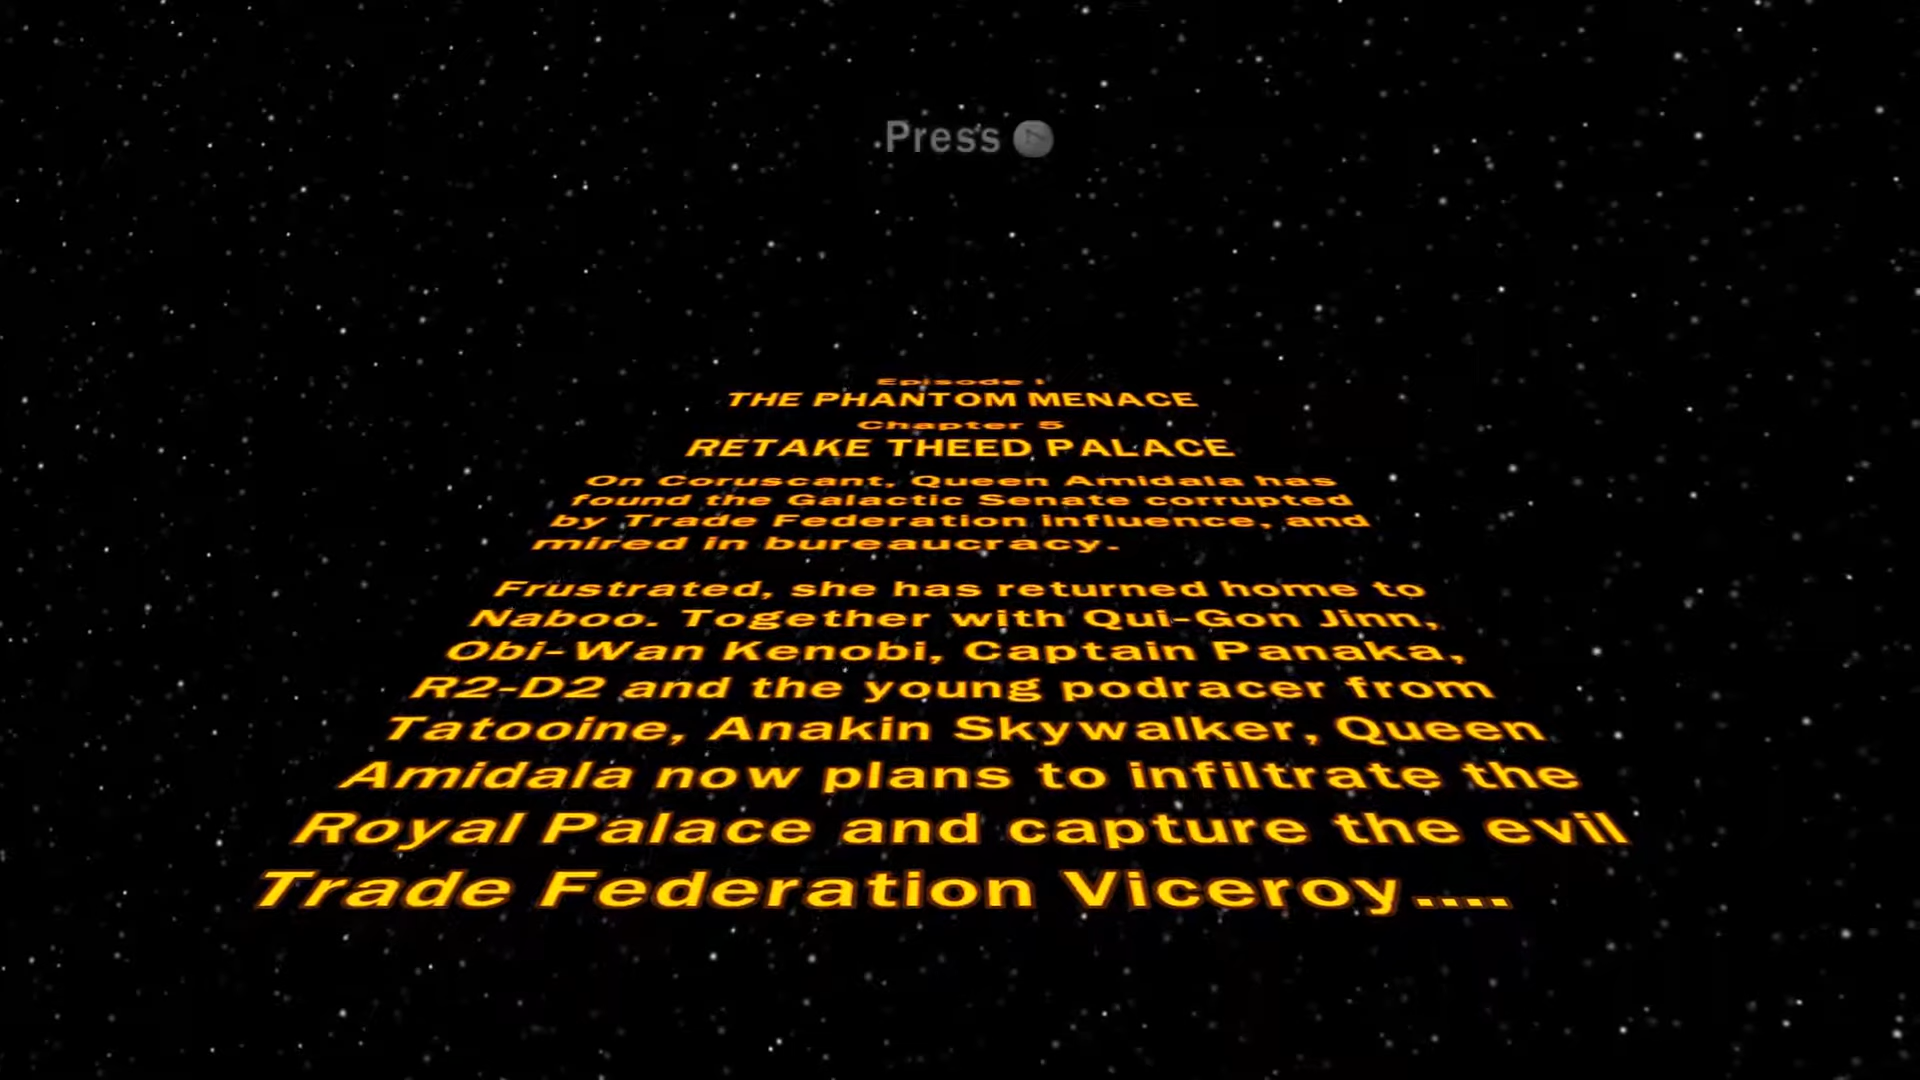 Press
Episode I
THE PHANTOM MENACE
Chapter 5
RETAKE THEED PALACE
On Coruscant, Queen Amidala has
found the Galactic Senate corrupted
by Trade Federation influence, and
mired in bureaucracy.
Frustrated, she has returned home to
Naboo. Together with Qui-Gon Jinn,
Obi-Wan Kenobi, Captain Panaka,
R2-D2 and the young podracer from
Tatooine, Anakin Skywalker, Queen
Amidala now plans to infiltrate the
Royal Palace and capture the evil
Trade Federation Viceroy....